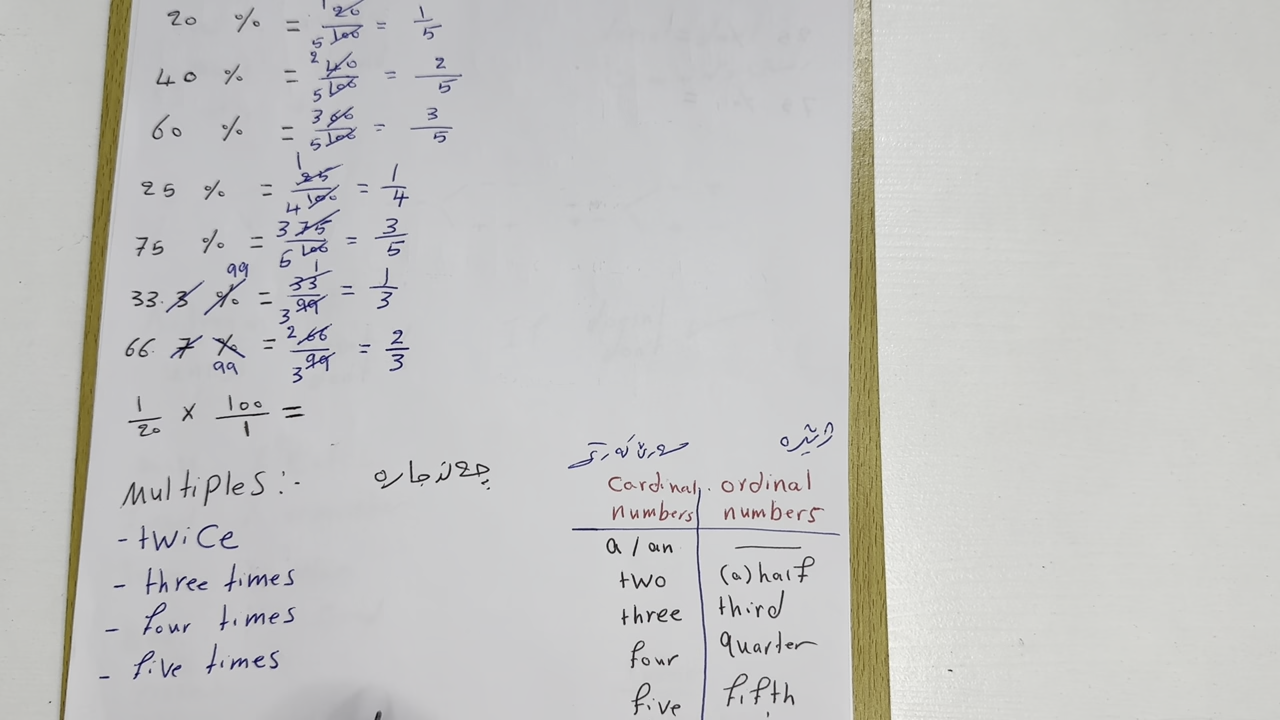 20 % = 20/100 = 1/5
40 % = 2 40/5 100 = 2/5
60 % = 3 60/5 100 = 3/5
25 % = 1 25/4 100 = 1/4
75 % = 3 75/5 100 = 3/5
33.3 % 99 = 33 1/3 99 = 1/3
66.7 % 99 = 2 66/3 99 = 2/3
1/20 × 100/1 =
Multiples :- چەند جارە
- twice
- three times
- four times
- five times
ژێرە
Cardinal numbers
ordinal numbers
a / an —
two (a) half
three third
four quarter
five fifth